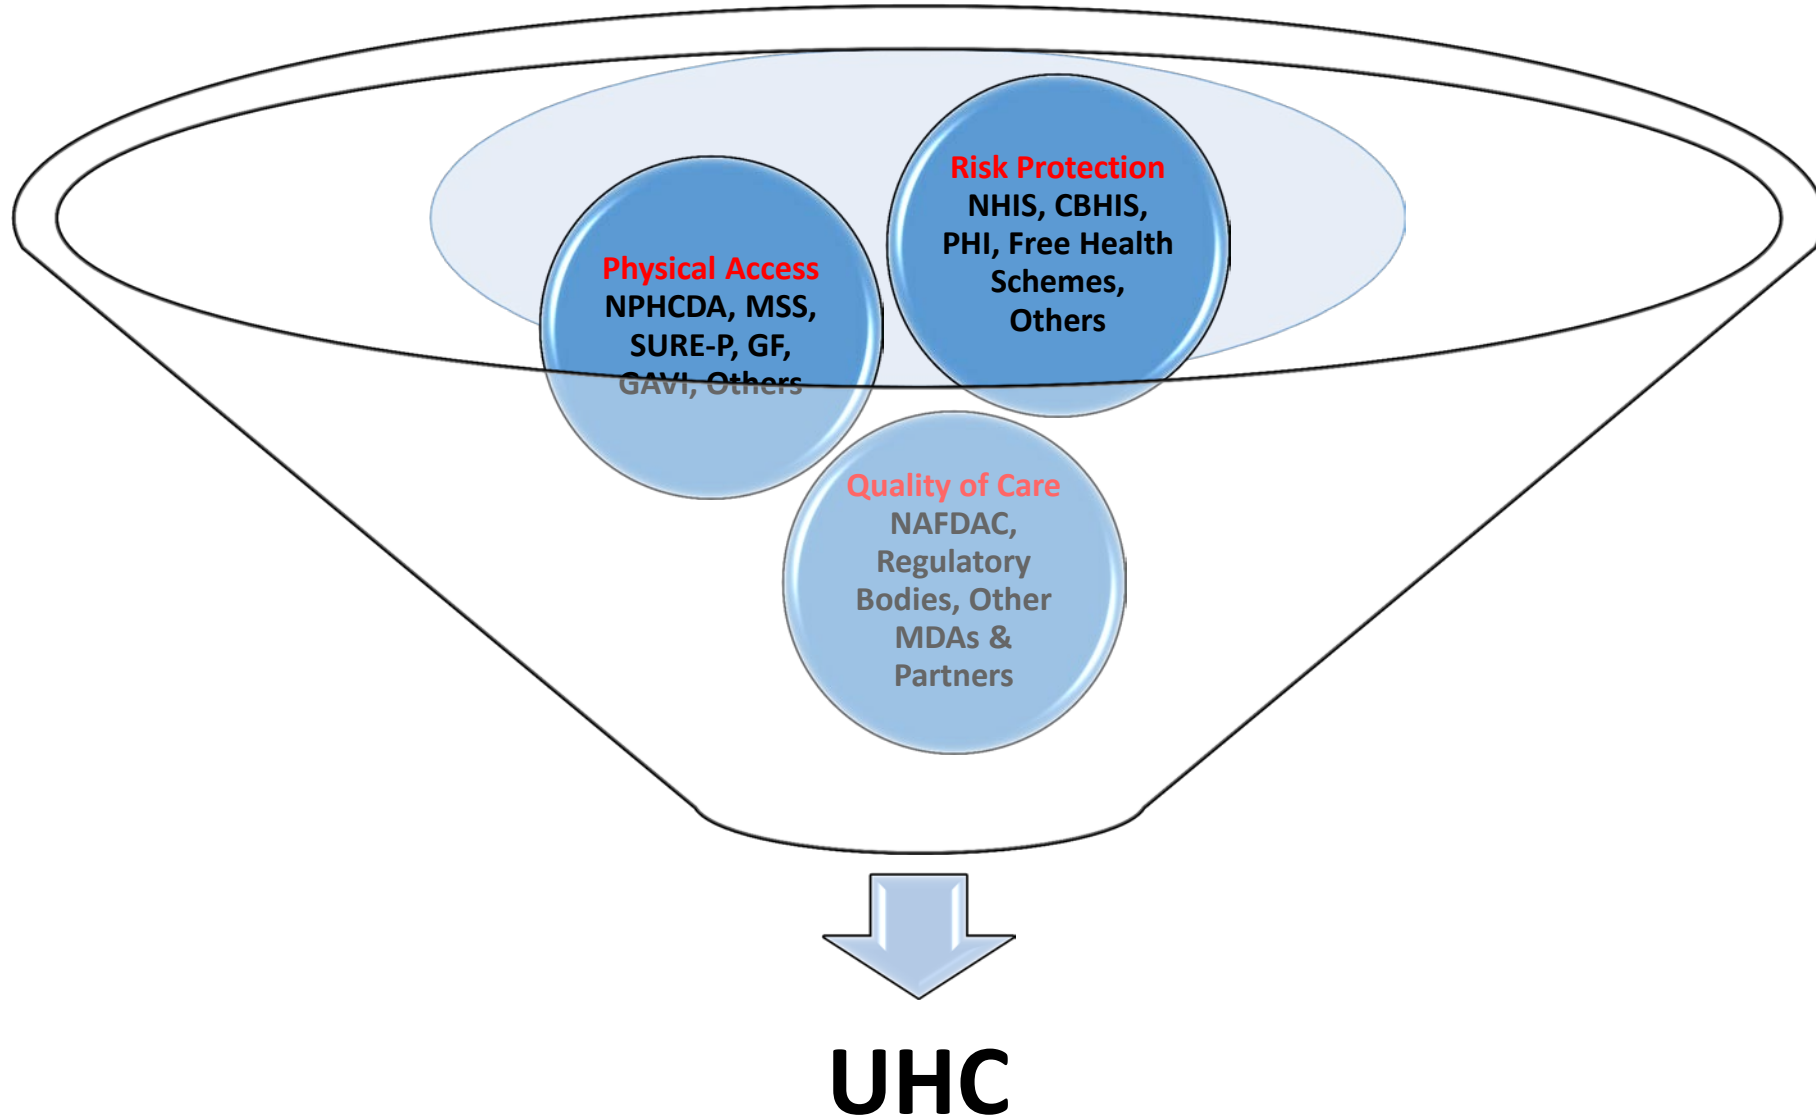 Risk Protection
NHIS, CBHIS,
PHI, Free Health
Schemes,
Others
Physical Access
NPHCDA, MSS,
SURE-P, GF,
GAVI, Others
Quality of Care
NAFDAC,
Regulatory
Bodies, Other
MDAs &
Partners
UHC